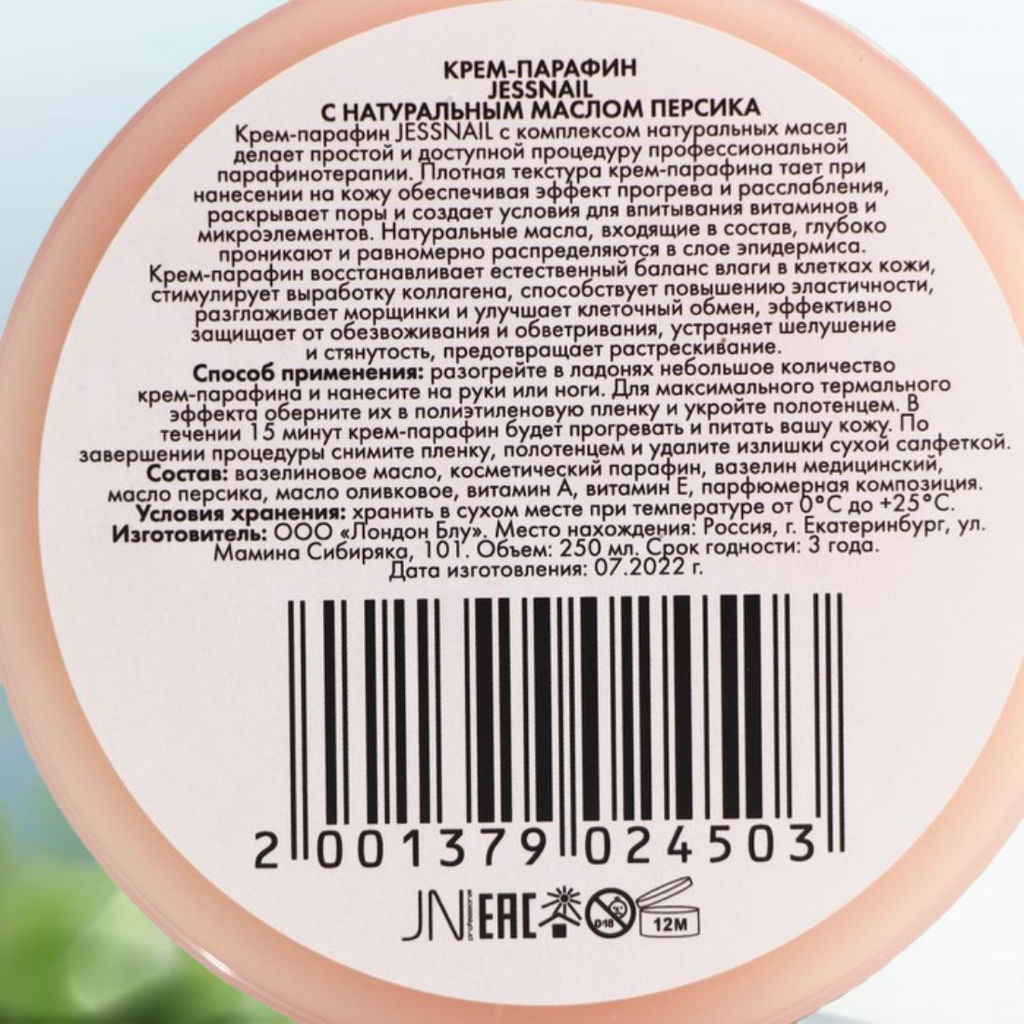 КРЕМ-ПАРАФИН
JESSNAIL
С НАТУРАЛЬНЫМ МАСЛОМ ПЕРСИКА
Крем-парафин JESSNAIL с комплексом натуральных масел
делает простой и доступной процедуру профессиональной
парафинотерапии. Плотная текстура крем-парафина тает при
нанесении на кожу обеспечивая эффект прогрева и расслабления,
раскрывает поры и создает условия для впитывания витаминов и
микроэлементов. Натуральные масла, входящие в состав, глубоко
проникают и равномерно распределяются в слое эпидермиса.
Крем-парафин восстанавливает естественный баланс влаги в клетках кожи,
стимулирует выработку коллагена, способствует повышению эластичности,
разглаживает морщинки и улучшает клеточный обмен, эффективно
защищает от обезвоживания и обветривания, устраняет шелушение
и стянутость, предотвращает растрескивание.
Способ применения: разогрейте в ладонях небольшое количество
крем-парафина и нанесите на руки или ноги. Для максимального термального
эффекта оберните их в полиэтиленовую пленку и укройте полотенцем. В
течении 15 минут крем-парафин будет прогревать и питать вашу кожу. По
завершении процедуры снимите пленку, полотенцем и удалите излишки сухой салфеткой.
Состав: вазелиновое масло, косметический парафин, вазелин медицинский,
масло персика, масло оливковое, витамин А, витамин Е, парфюмерная композиция.
Условия хранения: хранить в сухом месте при температуре от 0°С до +25°С.
Изготовитель: ООО «Лондон Блу». Место нахождения: Россия, г. Екатеринбург, ул.
Мамина Сибиряка, 101. Объем: 250 мл. Срок годности: 3 года.
Дата изготовления: 07.2022 г.
2 001379 024503
JN professional EAC 0-18 12M